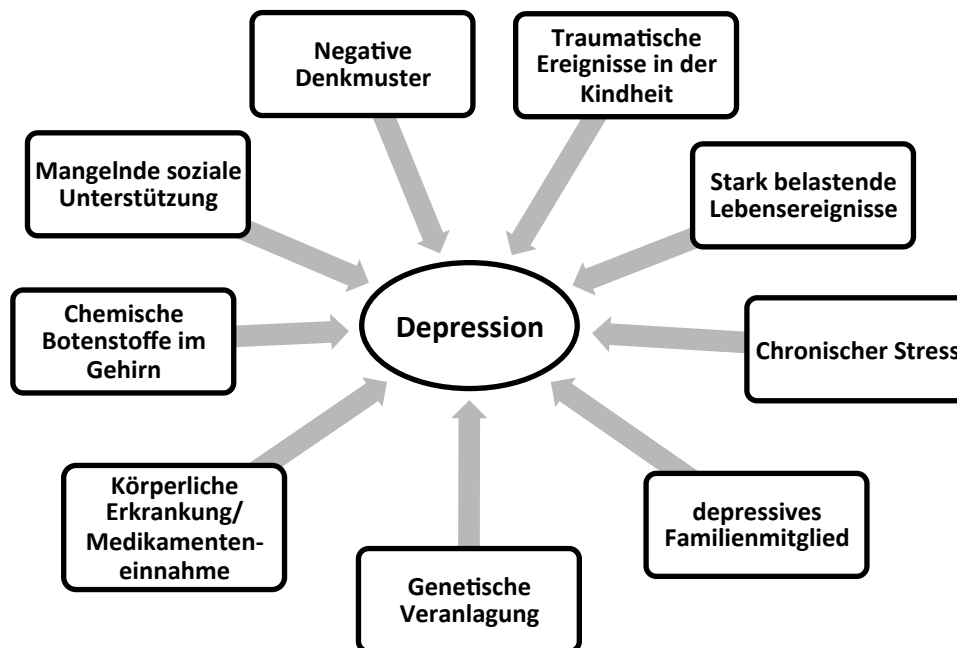 Negative
Denkmuster
Traumatische
Ereignisse in der
Kindheit
Mangelnde soziale
Unterstützung
Stark belastende
Lebensereignisse
Chemische
Botenstoffe im
Gehirn
Depression
Chronischer Stress
Körperliche
Erkrankung/
Medikamenten-
einnahme
Genetische
Veranlagung
depressives
Familienmitglied